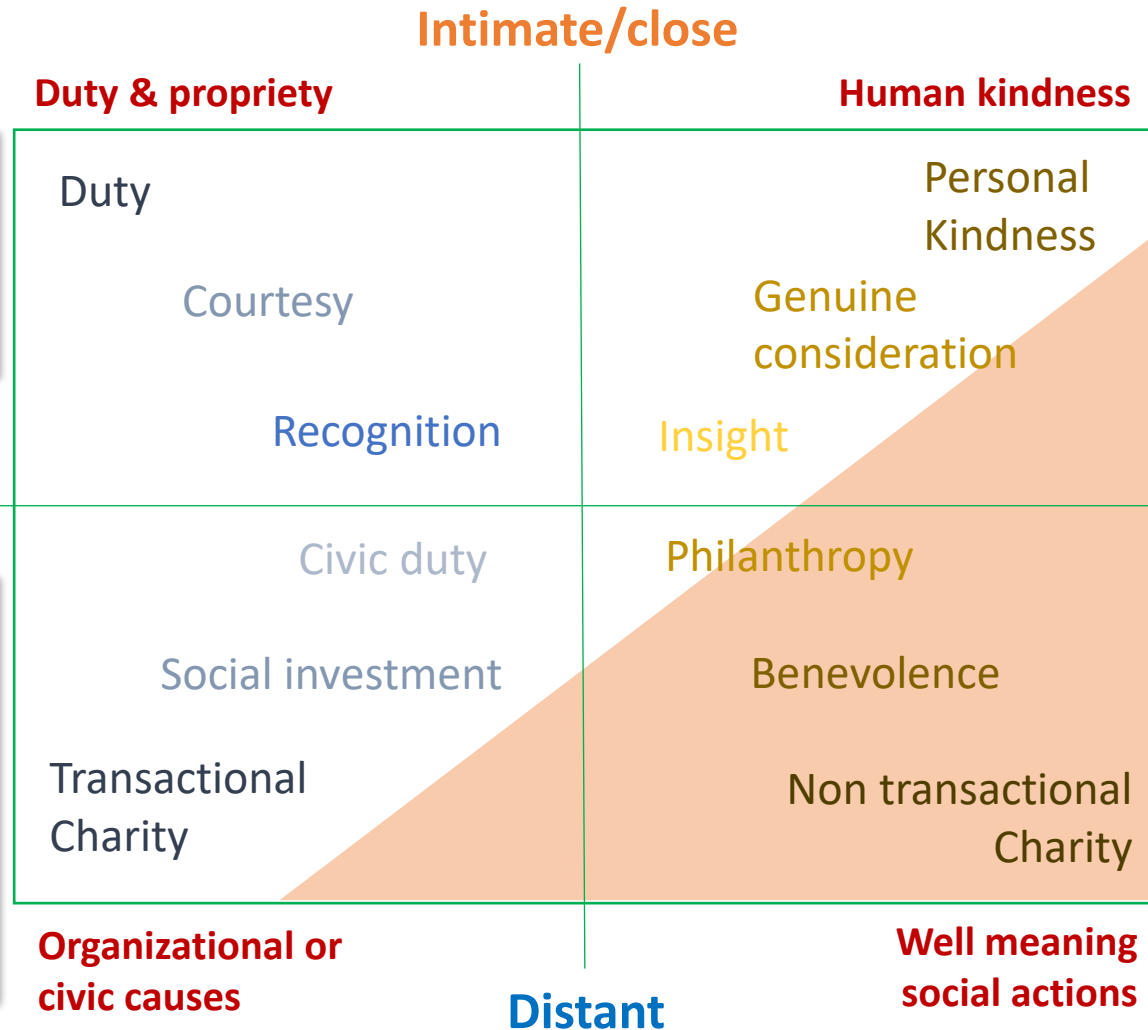 Intimate/close
Duty & propriety
Human kindness
Duty
Personal
Kindness
Courtesy
Genuine
consideration
Recognition
Insight
Civic duty
Philanthropy
Social investment
Benevolence
Transactional
Charity
Non transactional
Charity
Organizational or
civic causes
Well meaning
social actions
Distant